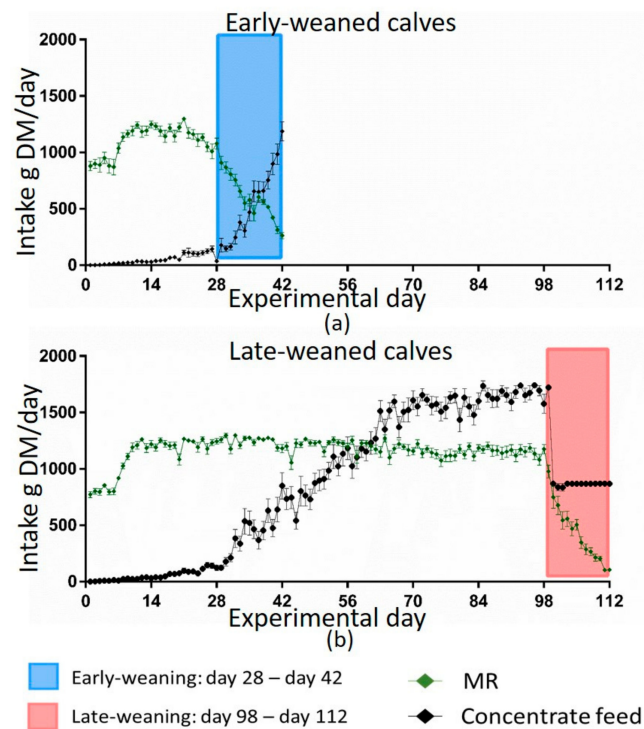 Early-weaned calves
2000
1500
1000
500
0
Intake g DM/day
1 14 28 42 56 70 84 98 112
Experimental day
(a)
Late-weaned calves
2000
1500
1000
500
0
Intake g DM/day
1 14 28 42 56 70 84 98 112
Experimental day
(b)
Early-weaning: day 28 – day 42
MR
Late-weaning: day 98 – day 112
Concentrate feed